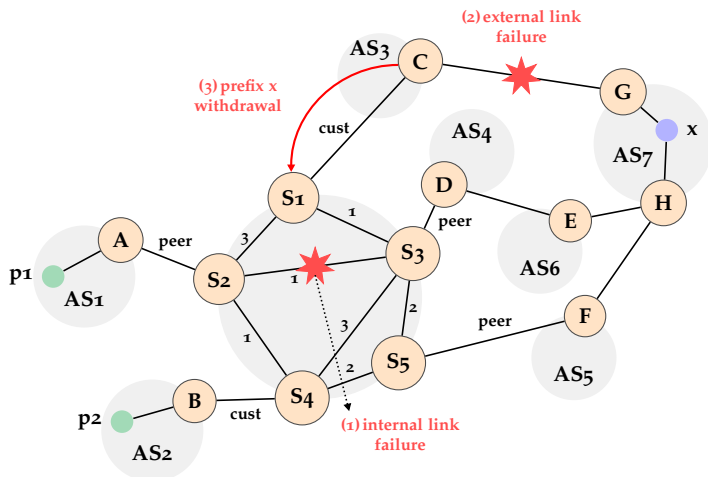 (2) external link
failure
AS3
C
(3) prefix x
withdrawal
G
cust
AS4
x
AS7
D
S1
peer
E
H
1
A
peer
3
S3
p1
S2
1
AS6
AS1
2
F
1
3
peer
S5
2
AS5
B
S4
p2
cust
(1) internal link
failure
AS2